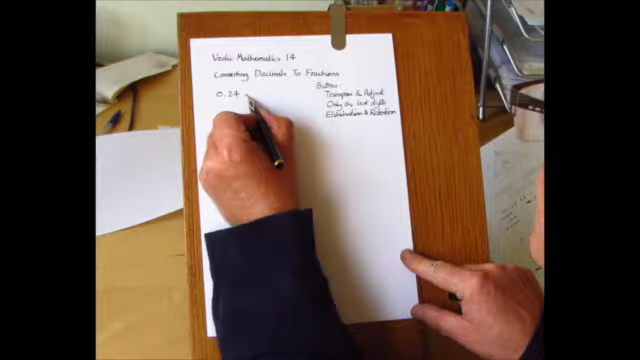 Vedic Mathematics 14
Converting Decimals To Fractions
Sutras:-
0.24
Transpose & Adjust
Only the last digits
Elimination & Retention